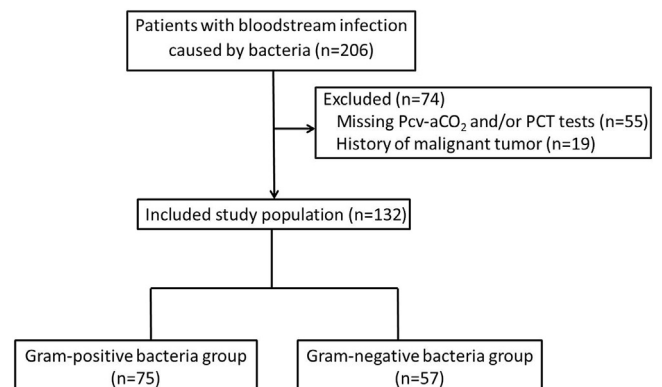 Patients with bloodstream infection
caused by bacteria (n=206)
Excluded (n=74)
Missing Pcv-aCO₂ and/or PCT tests (n=55)
History of malignant tumor (n=19)
Included study population (n=132)
Gram-positive bacteria group
(n=75)
Gram-negative bacteria group
(n=57)